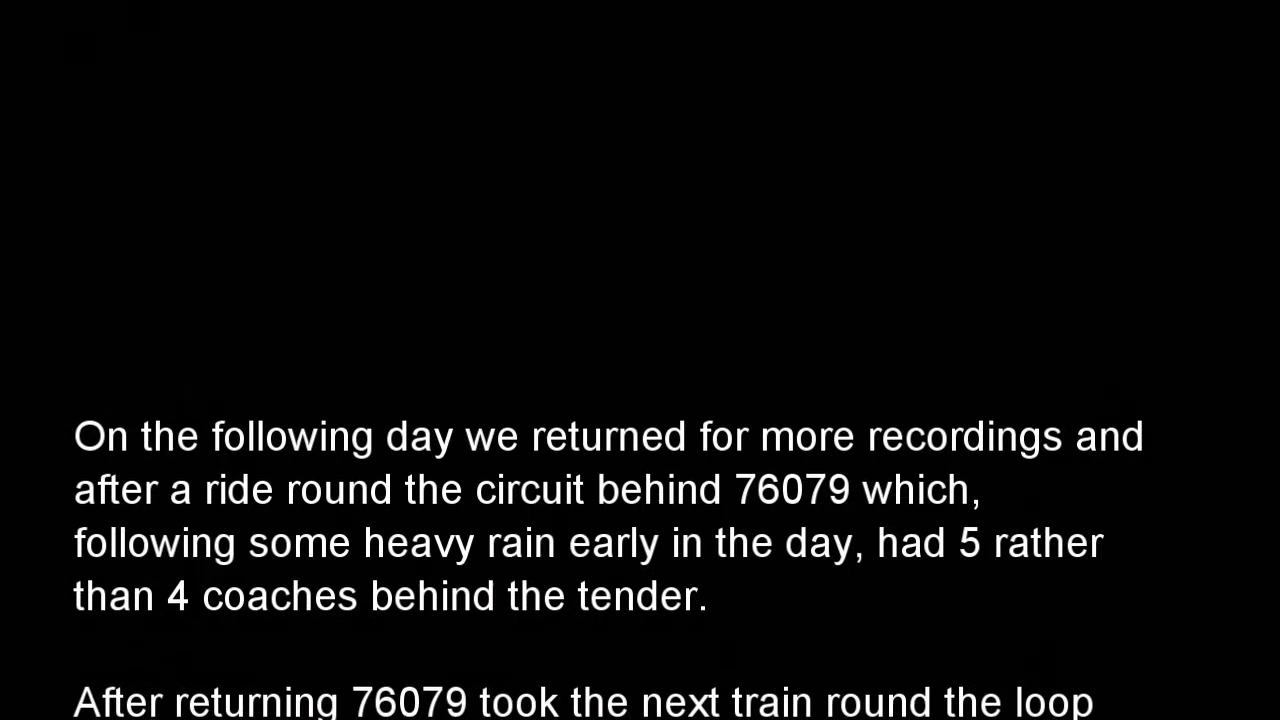 On the following day we returned for more recordings and
after a ride round the circuit behind 76079 which,
following some heavy rain early in the day, had 5 rather
than 4 coaches behind the tender.
After returning 76079 took the next train round the loop